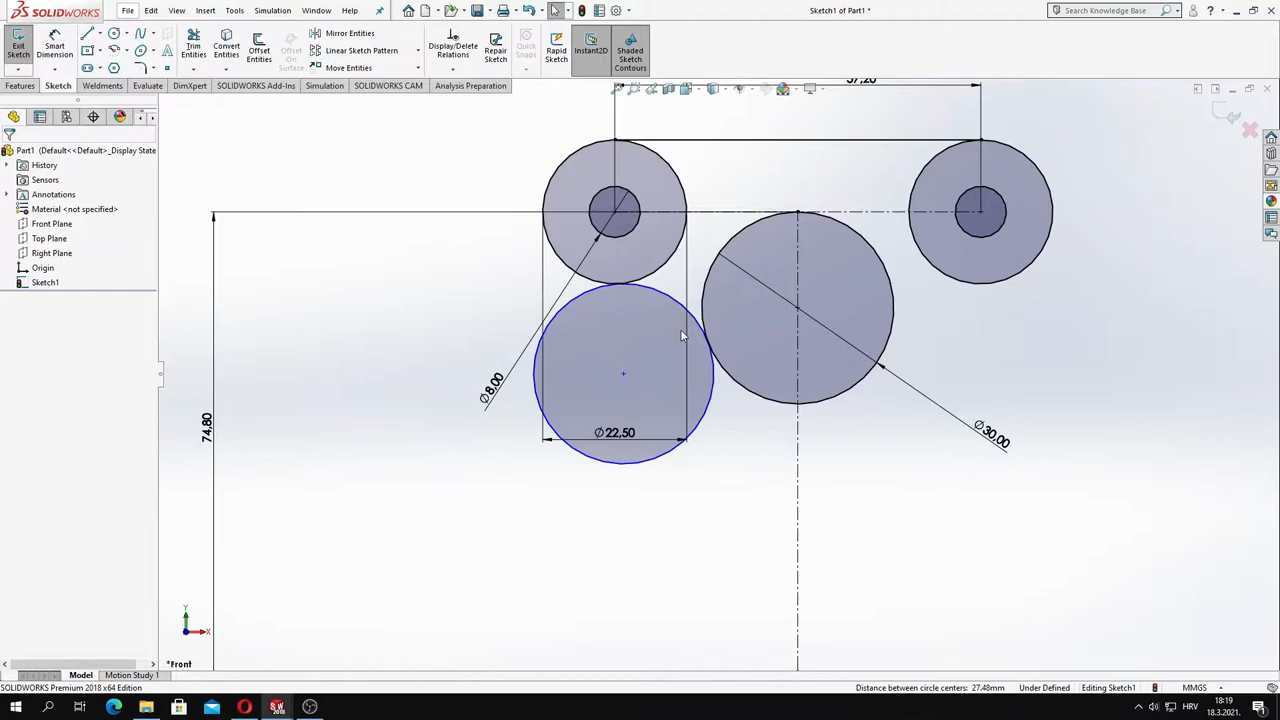 SOLIDWORKS
File Edit View Insert Tools Simulation Window Help
Sketch1 of Part1 *
Search Knowledge Base
Exit Sketch
Smart Dimension
Trim Entities
Convert Entities
Offset Entities
Offset On Surface
Mirror Entities
Linear Sketch Pattern
Move Entities
Display/Delete Relations
Repair Sketch
Quick Snaps
Rapid Sketch
Instant2D
Shaded Sketch Contours
Features Sketch Weldments Evaluate DimXpert SOLIDWORKS Add-Ins Simulation SOLIDWORKS CAM Analysis Preparation
57,20
Part1 (Default<<Default>_Display State
History
Sensors
Annotations
Material <not specified>
Front Plane
Top Plane
Right Plane
Origin
Sketch1
74,80
Ø8,00
Ø22,50
Ø30,00
Y
X
*Front
Model Motion Study 1
SOLIDWORKS Premium 2018 x64 Edition
Distance between circle centers: 27.48mm Under Defined Editing Sketch1 MMGS
HRV
18:19
18.3.2021.